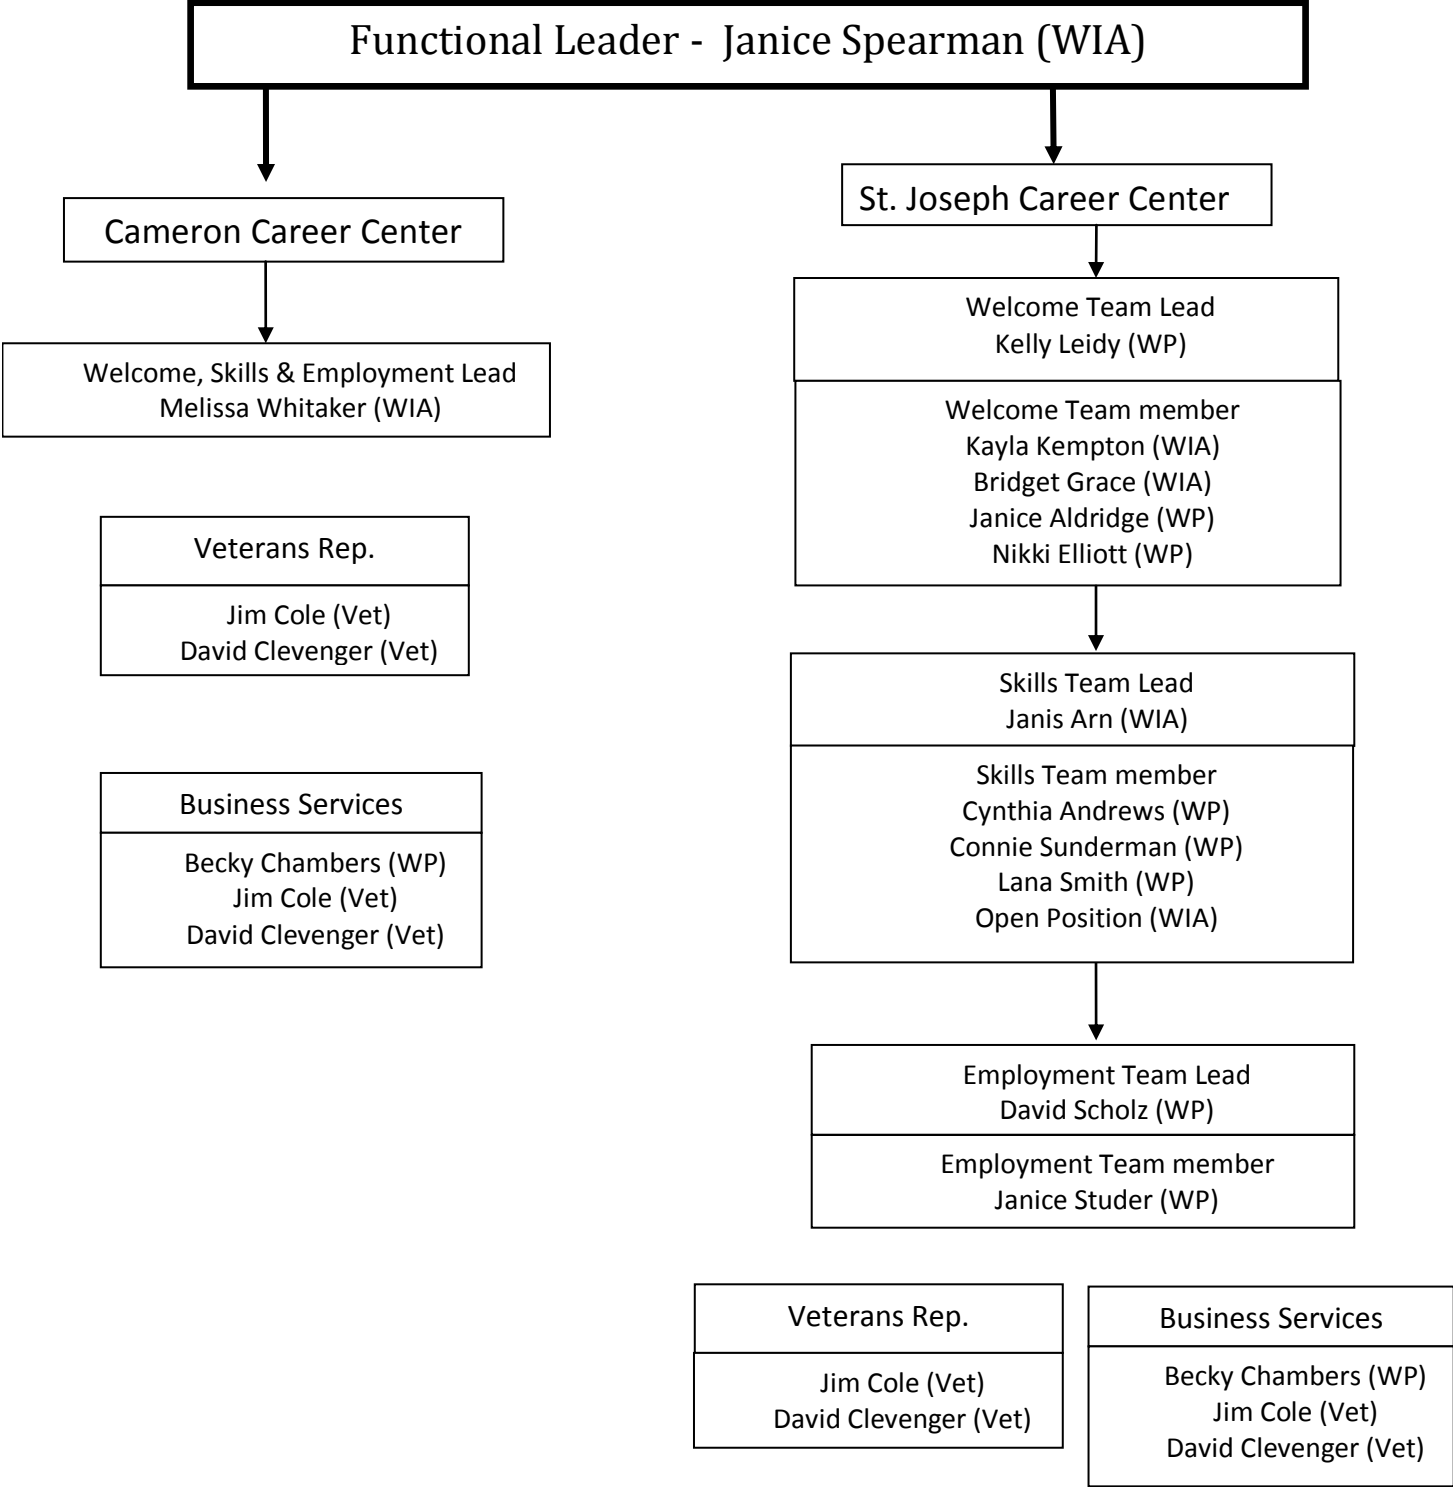 Functional Leader - Janice Spearman (WIA)
Cameron Career Center
Welcome, Skills & Employment Lead
Melissa Whitaker (WIA)
Veterans Rep.
Jim Cole (Vet)
David Clevenger (Vet)
Business Services
Becky Chambers (WP)
Jim Cole (Vet)
David Clevenger (Vet)
St. Joseph Career Center
Welcome Team Lead
Kelly Leidy (WP)
Welcome Team member
Kayla Kempton (WIA)
Bridget Grace (WIA)
Janice Aldridge (WP)
Nikki Elliott (WP)
Skills Team Lead
Janis Arn (WIA)
Skills Team member
Cynthia Andrews (WP)
Connie Sunderman (WP)
Lana Smith (WP)
Open Position (WIA)
Employment Team Lead
David Scholz (WP)
Employment Team member
Janice Studer (WP)
Veterans Rep.
Jim Cole (Vet)
David Clevenger (Vet)
Business Services
Becky Chambers (WP)
Jim Cole (Vet)
David Clevenger (Vet)